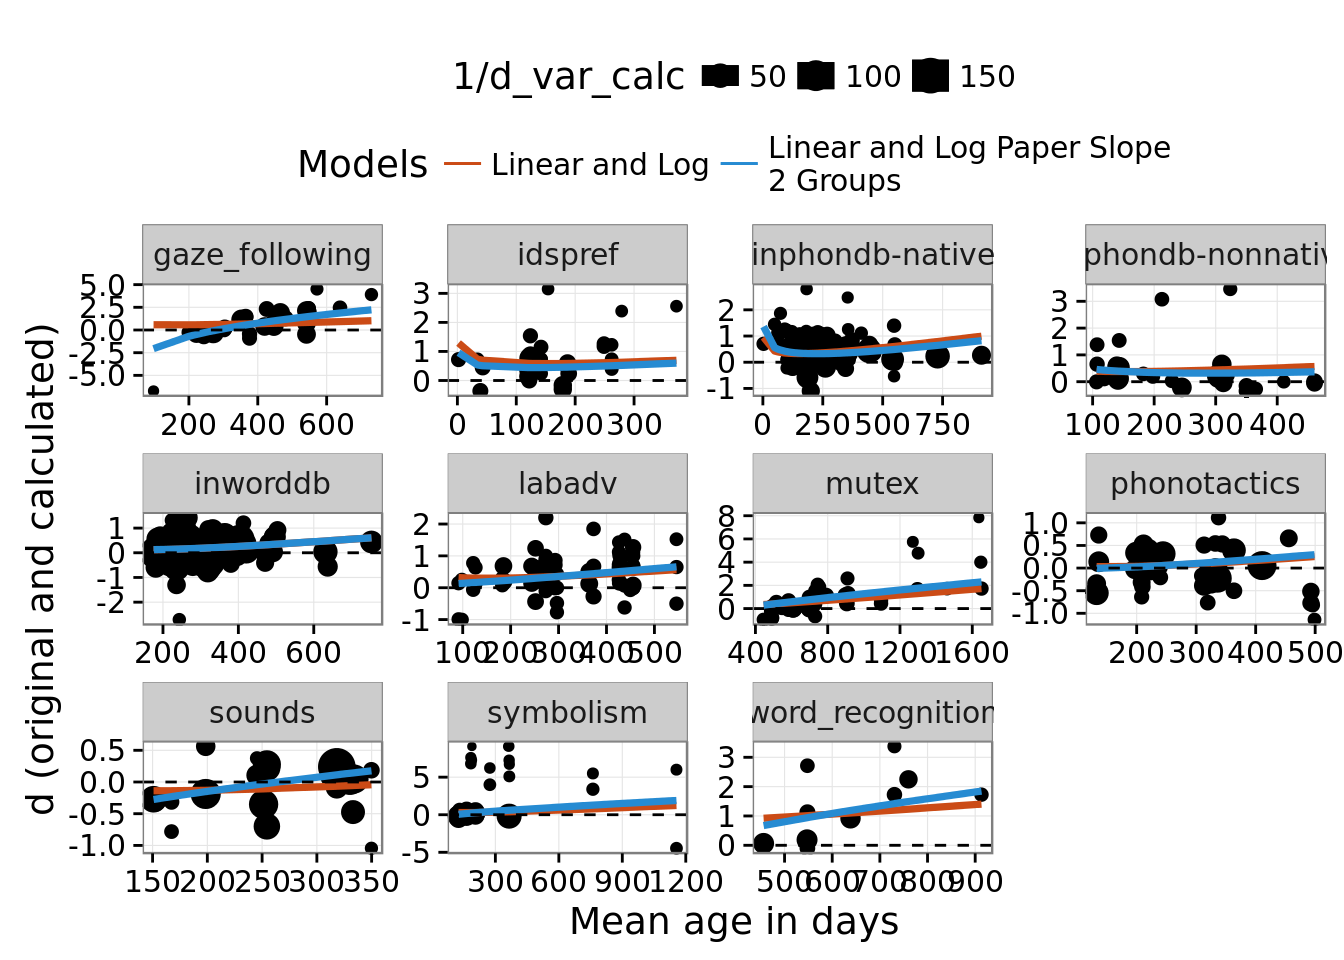 1/d_var_calc 50 100 150
Models Linear and Log Linear and Log Paper Slope
2 Groups
gaze_following idspref inphondb-native phondb-nonnativ
5.0 2.5 0.0 -2.5 -5.0
3 2 1 0
2 1 0 -1
3 2 1 0
200 400 600
0 100 200 300
0 250 500 750
100 200 300 400
inworddb labadv mutex phonotactics
1 0 -1 -2
2 1 0 -1
8 6 4 2 0
1.0 0.5 0.0 -0.5 -1.0
200 400 600
100 200 300 400 500
400 800 1200 1600
200 300 400 500
sounds symbolism word_recognition
0.5 0.0 -0.5 -1.0
5 0 -5
3 2 1 0
150 200 250 300 350
300 600 900 1200
500 600 700 800 900
Mean age in days
d (original and calculated)